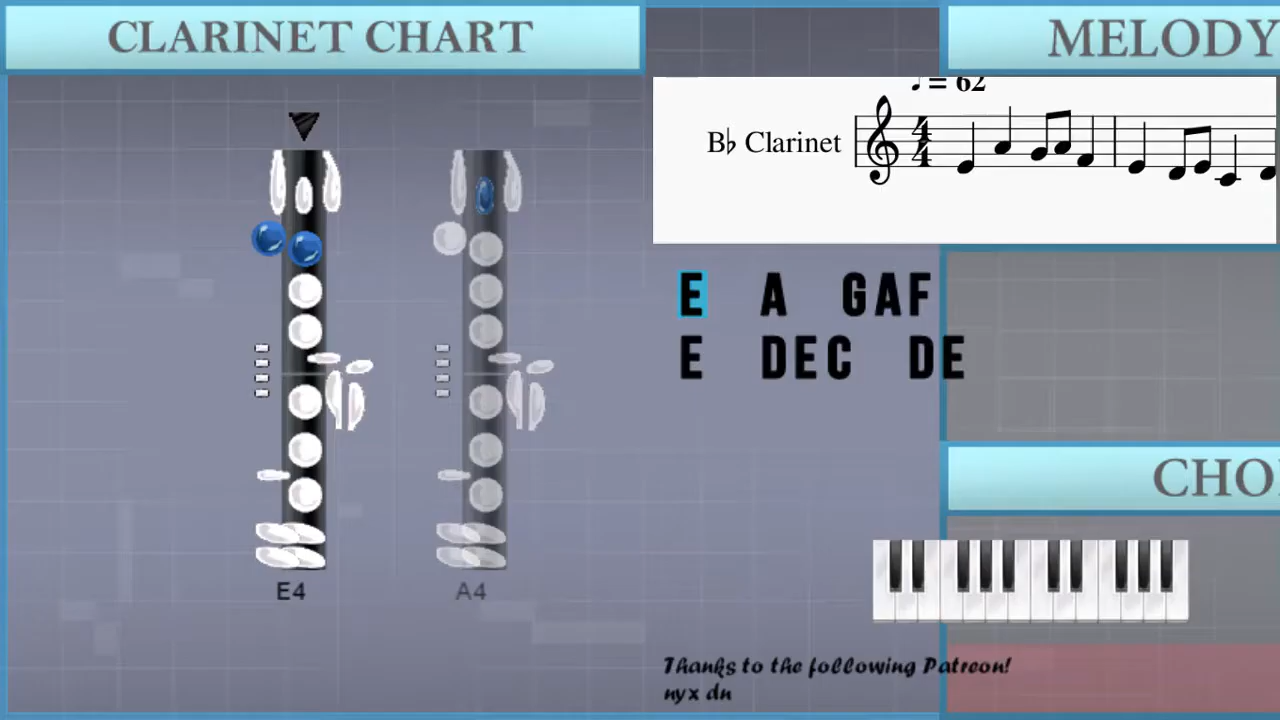 CLARINET CHART
MELODY
♩ = 62
B♭ Clarinet
4
4
E A GAF
E DEC DE
E4
A4
CHO
Thanks to the following Patreon!
nyx dn